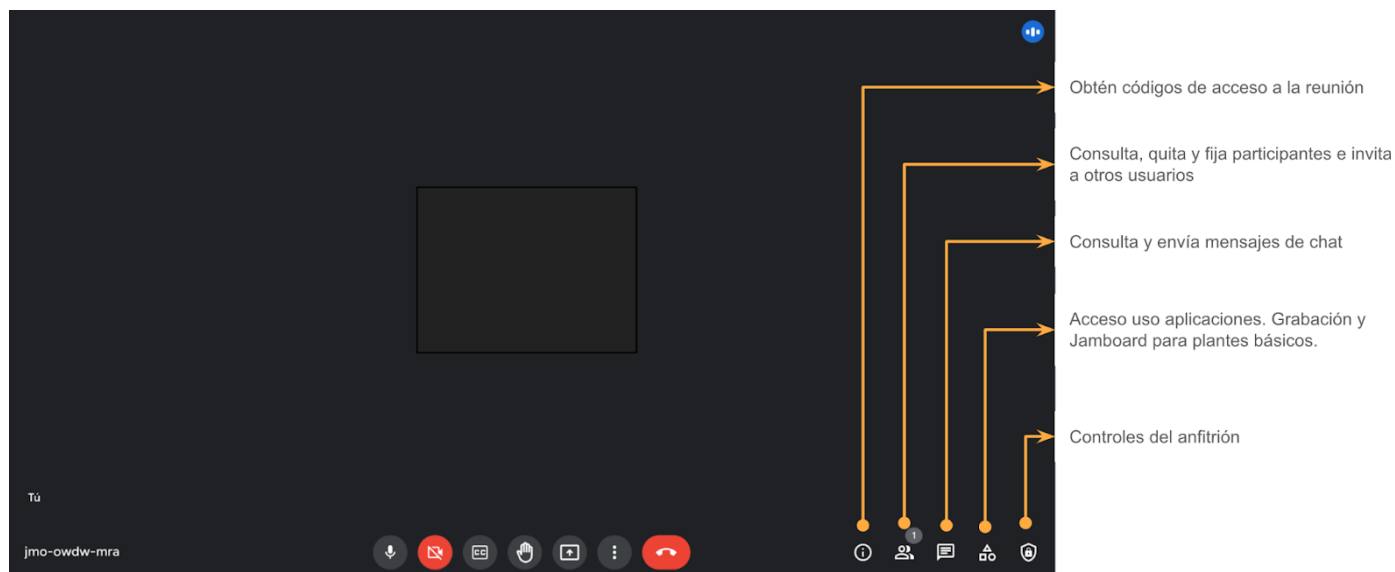 Obtén códigos de acceso a la reunión
Consulta, quita y fija participantes e invita
a otros usuarios
Consulta y envía mensajes de chat
Acceso uso aplicaciones. Grabación y
Jamboard para plantes básicos.
Controles del anfitrión
Tú
jmo-owdw-mra
CC
1